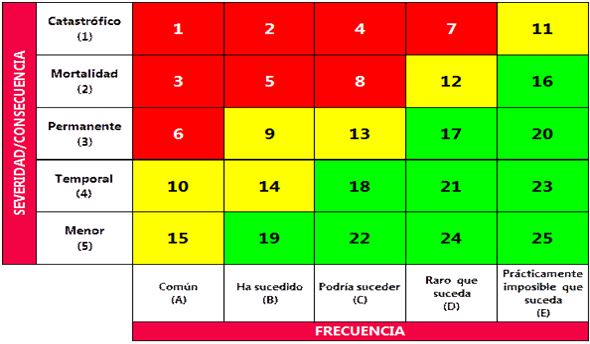 SEVERIDAD/CONSECUENCIA
Catastrófico
(1)
1 2 4 7 11
Mortalidad
(2)
3 5 8 12 16
Permanente
(3)
6 9 13 17 20
Temporal
(4)
10 14 18 21 23
Menor
(5)
15 19 22 24 25
Común
(A)
Ha sucedido
(B)
Podría suceder
(C)
Raro que
suceda
(D)
Prácticamente
imposible que
suceda
(E)
FRECUENCIA